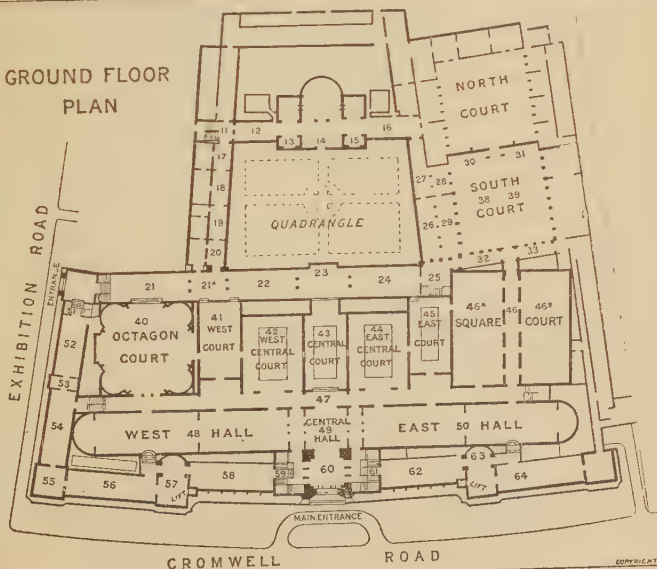 GROUND FLOOR
PLAN
NORTH
COURT
11
12
13
14
15
16
17
18
19
20
QUADRANGLE
27
28
26
29
30
31
SOUTH
38 39
COURT
32
33
EXHIBITION ROAD
ENTRANCE
21
21A
22
23
24
25
40
OCTAGON
COURT
41
WEST
COURT
42
WEST
CENTRAL
COURT
43
CENTRAL
COURT
44
EAST
CENTRAL
COURT
45
EAST
COURT
46A
SQUARE
46
46B
COURT
52
53
54
47
WEST 48 HALL
CENTRAL
49
HALL
EAST 50 HALL
55
56
57
LIFT
58
59
60
61
62
63
LIFT
64
MAIN ENTRANCE
CROMWELL ROAD
COPYRIGHT